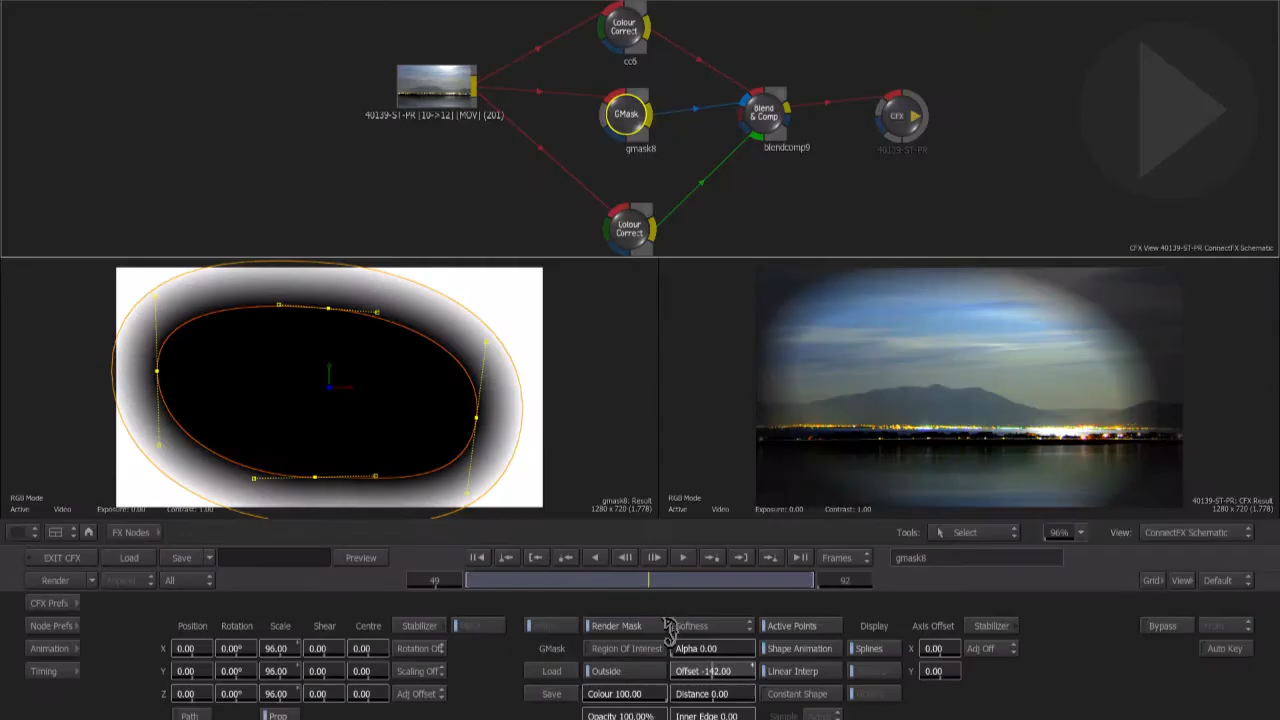 Colour
Correct
cc6
40139-ST-PR [10->12] [MOV] (201)
GMask
gmask8
Blend
& Comp
blendcomp9
CFX
40139-ST-PR
Colour
Correct
CFX View 40139-ST-PR ConnectFX Schematic
RGB Mode
Active Video Exposure: 0.00 Contrast: 1.00
gmask8: Result
1280 x 720 (1.778)
RGB Mode
Active Video Exposure: 0.00 Contrast: 1.00
40139-ST-PR: CFX Result
1280 x 720 (1.778)
FX Nodes
Tools: Select 96% View: ConnectFX Schematic
EXIT CFX Load Save Preview Frames gmask8
Render Append All 49 92 Grid View Default
CFX Prefs
Node Prefs Position Rotation Scale Shear Centre Stabilizer Render Mask Softness Active Points Display Axis Offset Stabilizer Bypass
Animation X 0.00 0.00° 96.00 0.00 0.00 Rotation Off GMask Region Of Interest Alpha 0.00 Shape Animation Splines X 0.00 Adj Off Auto Key
Timing Y 0.00 0.00° 96.00 0.00 0.00 Scaling Off Load Outside Offset -142.00 Linear Interp Y 0.00
Z 0.00 0.00° 96.00 0.00 0.00 Adj Offset Save Colour 100.00 Distance 0.00 Constant Shape
Path Prop Opacity 100.00% Inner Edge 0.00 Sample